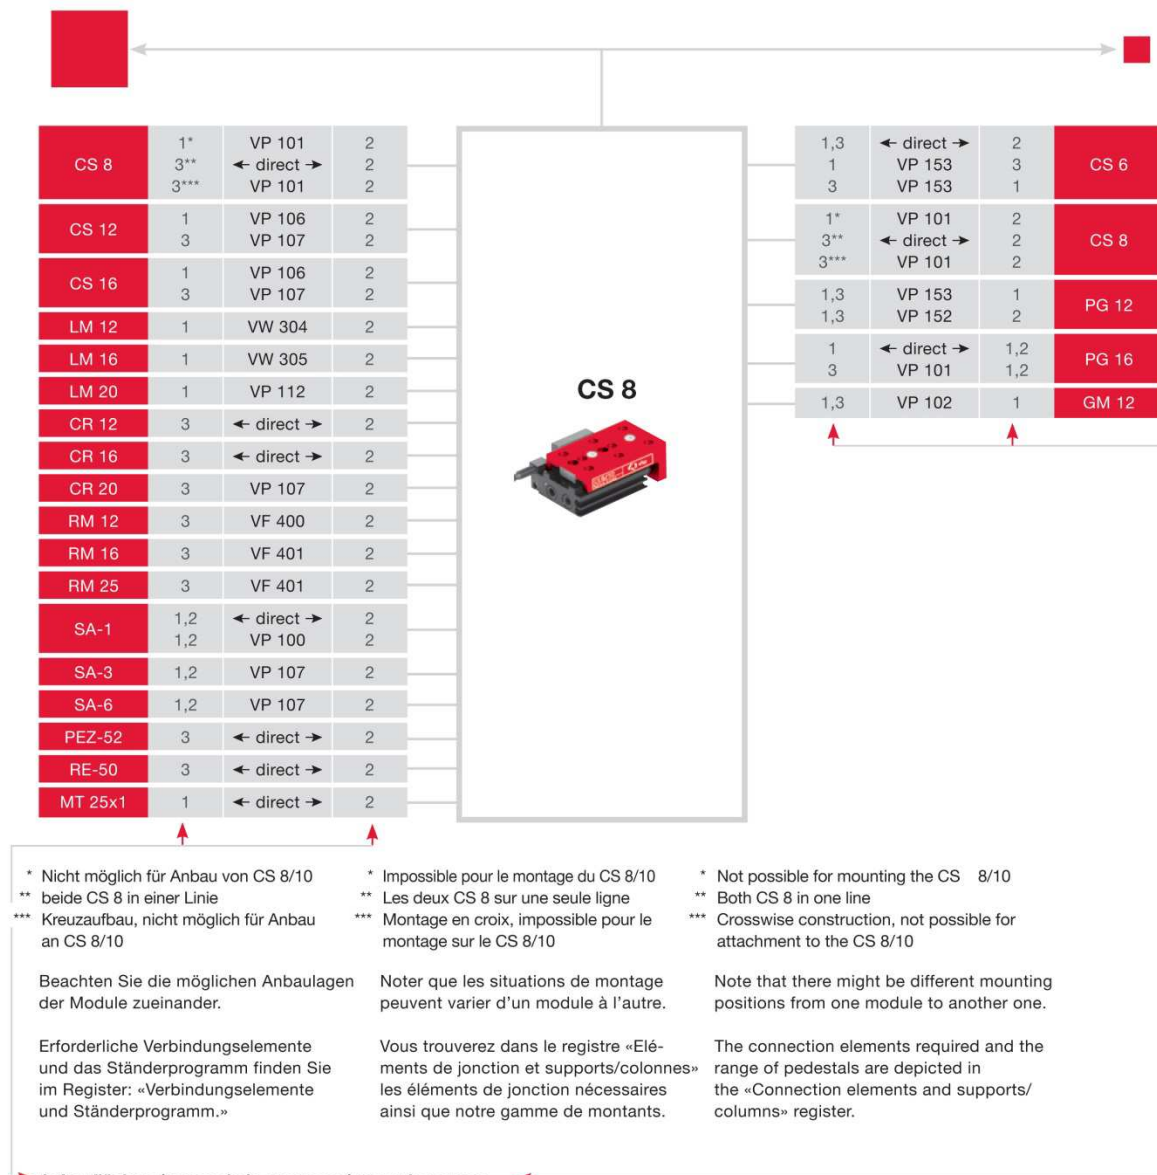 CS 8
1* VP 101 2
3** ← direct → 2
3*** VP 101 2
CS 12
1 VP 106 2
3 VP 107 2
CS 16
1 VP 106 2
3 VP 107 2
LM 12 1 VW 304 2
LM 16 1 VW 305 2
LM 20 1 VP 112 2
CR 12 3 ← direct → 2
CR 16 3 ← direct → 2
CR 20 3 VP 107 2
RM 12 3 VF 400 2
RM 16 3 VF 401 2
RM 25 3 VF 401 2
SA-1
1,2 ← direct → 2
1,2 VP 100 2
SA-3 1,2 VP 107 2
SA-6 1,2 VP 107 2
PEZ-52 3 ← direct → 2
RE-50 3 ← direct → 2
MT 25x1 1 ← direct → 2
CS 8
1,3 ← direct → 2
1 VP 153 3
3 VP 153 1
CS 6
1* VP 101 2
3** ← direct → 2
3*** VP 101 2
CS 8
1,3 VP 153 1
1,3 VP 152 2
PG 12
1 ← direct → 1,2
3 VP 101 1,2
PG 16
1,3 VP 102 1 GM 12
* Nicht möglich für Anbau von CS 8/10
** beide CS 8 in einer Linie
*** Kreuzaufbau, nicht möglich für Anbau
an CS 8/10
Beachten Sie die möglichen Anbaulagen
der Module zueinander.
Erforderliche Verbindungselemente
und das Ständerprogramm finden Sie
im Register: «Verbindungselemente
und Ständerprogramm.»
* Impossible pour le montage du CS 8/10
** Les deux CS 8 sur une seule ligne
*** Montage en croix, impossible pour le
montage sur le CS 8/10
Noter que les situations de montage
peuvent varier d'un module à l'autre.
Vous trouverez dans le registre «Elé-
ments de jonction et supports/colonnes»
les éléments de jonction nécessaires
ainsi que notre gamme de montants.
* Not possible for mounting the CS 8/10
** Both CS 8 in one line
*** Crosswise construction, not possible for
attachment to the CS 8/10
Note that there might be different mounting
positions from one module to another one.
The connection elements required and the
range of pedestals are depicted in
the «Connection elements and supports/
columns» register.